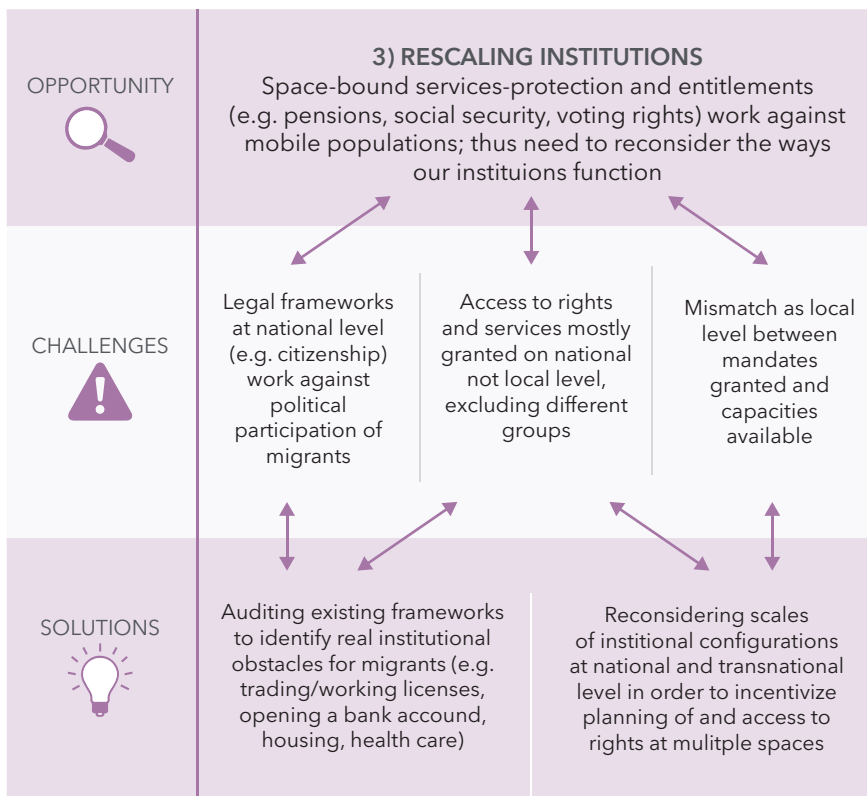 OPPORTUNITY
3) RESCALING INSTITUTIONS
Space-bound services-protection and entitlements
(e.g. pensions, social security, voting rights) work against
mobile populations; thus need to reconsider the ways
our instituions function
CHALLENGES
Legal frameworks
at national level
(e.g. citizenship)
work against
political
participation of
migrants
Access to rights
and services mostly
granted on national
not local level,
excluding different
groups
Mismatch as local
level between
mandates
granted and
capacities
available
SOLUTIONS
Auditing existing frameworks
to identify real institutional
obstacles for migrants (e.g.
trading/working licenses,
opening a bank accound,
housing, health care)
Reconsidering scales
of institional configurations
at national and transnational
level in order to incentivize
planning of and access to
rights at mulitple spaces